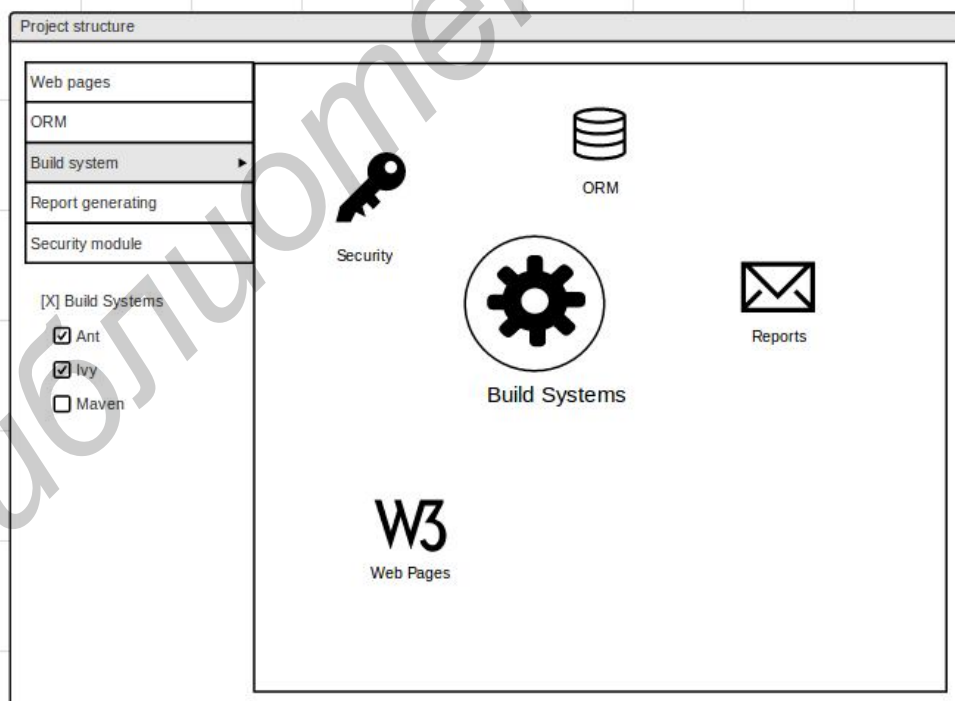 Project structure
Web pages
ORM
Build system
Report generating
Security module
[X] Build Systems
Ant
Ivy
Maven
ORM
Security
Reports
Build Systems
W3
Web Pages